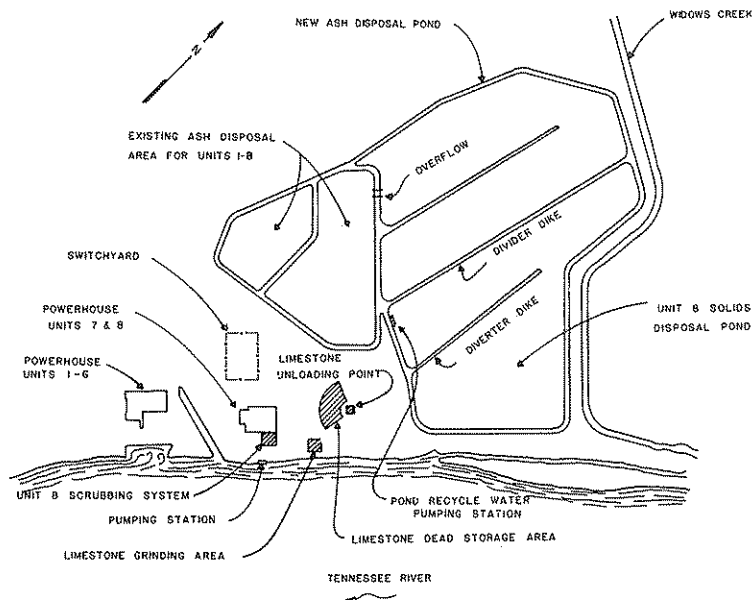 WIDOWS CREEK
NEW ASH DISPOSAL POND
N
EXISTING ASH DISPOSAL
AREA FOR UNITS 1-8
OVERFLOW
SWITCHYARD
DIVIDER DIKE
POWERHOUSE
UNITS 7 & 8
DIVERTER DIKE
UNIT 8 SOLIDS
DISPOSAL POND
LIMESTONE
UNLOADING POINT
POWERHOUSE
UNITS 1-6
UNIT 8 SCRUBBING SYSTEM
POND RECYCLE WATER
PUMPING STATION
PUMPING STATION
LIMESTONE DEAD STORAGE AREA
LIMESTONE GRINDING AREA
TENNESSEE RIVER